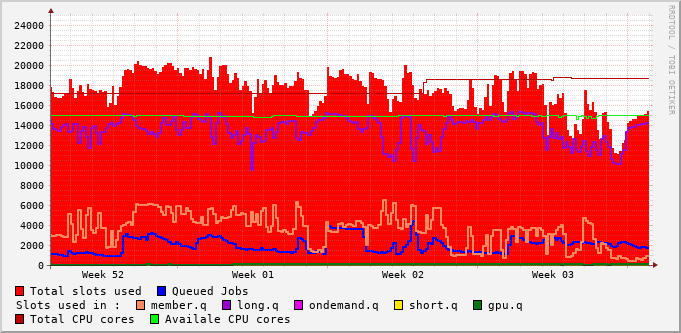 24000
22000
20000
18000
16000
14000
12000
10000
8000
6000
4000
2000
0
Week 52 Week 01 Week 02 Week 03
RRDTOOL / TOBI OETIKER
Total slots used Queued Jobs
Slots used in : member.q long.q ondemand.q short.q gpu.q
Total CPU cores Availale CPU cores